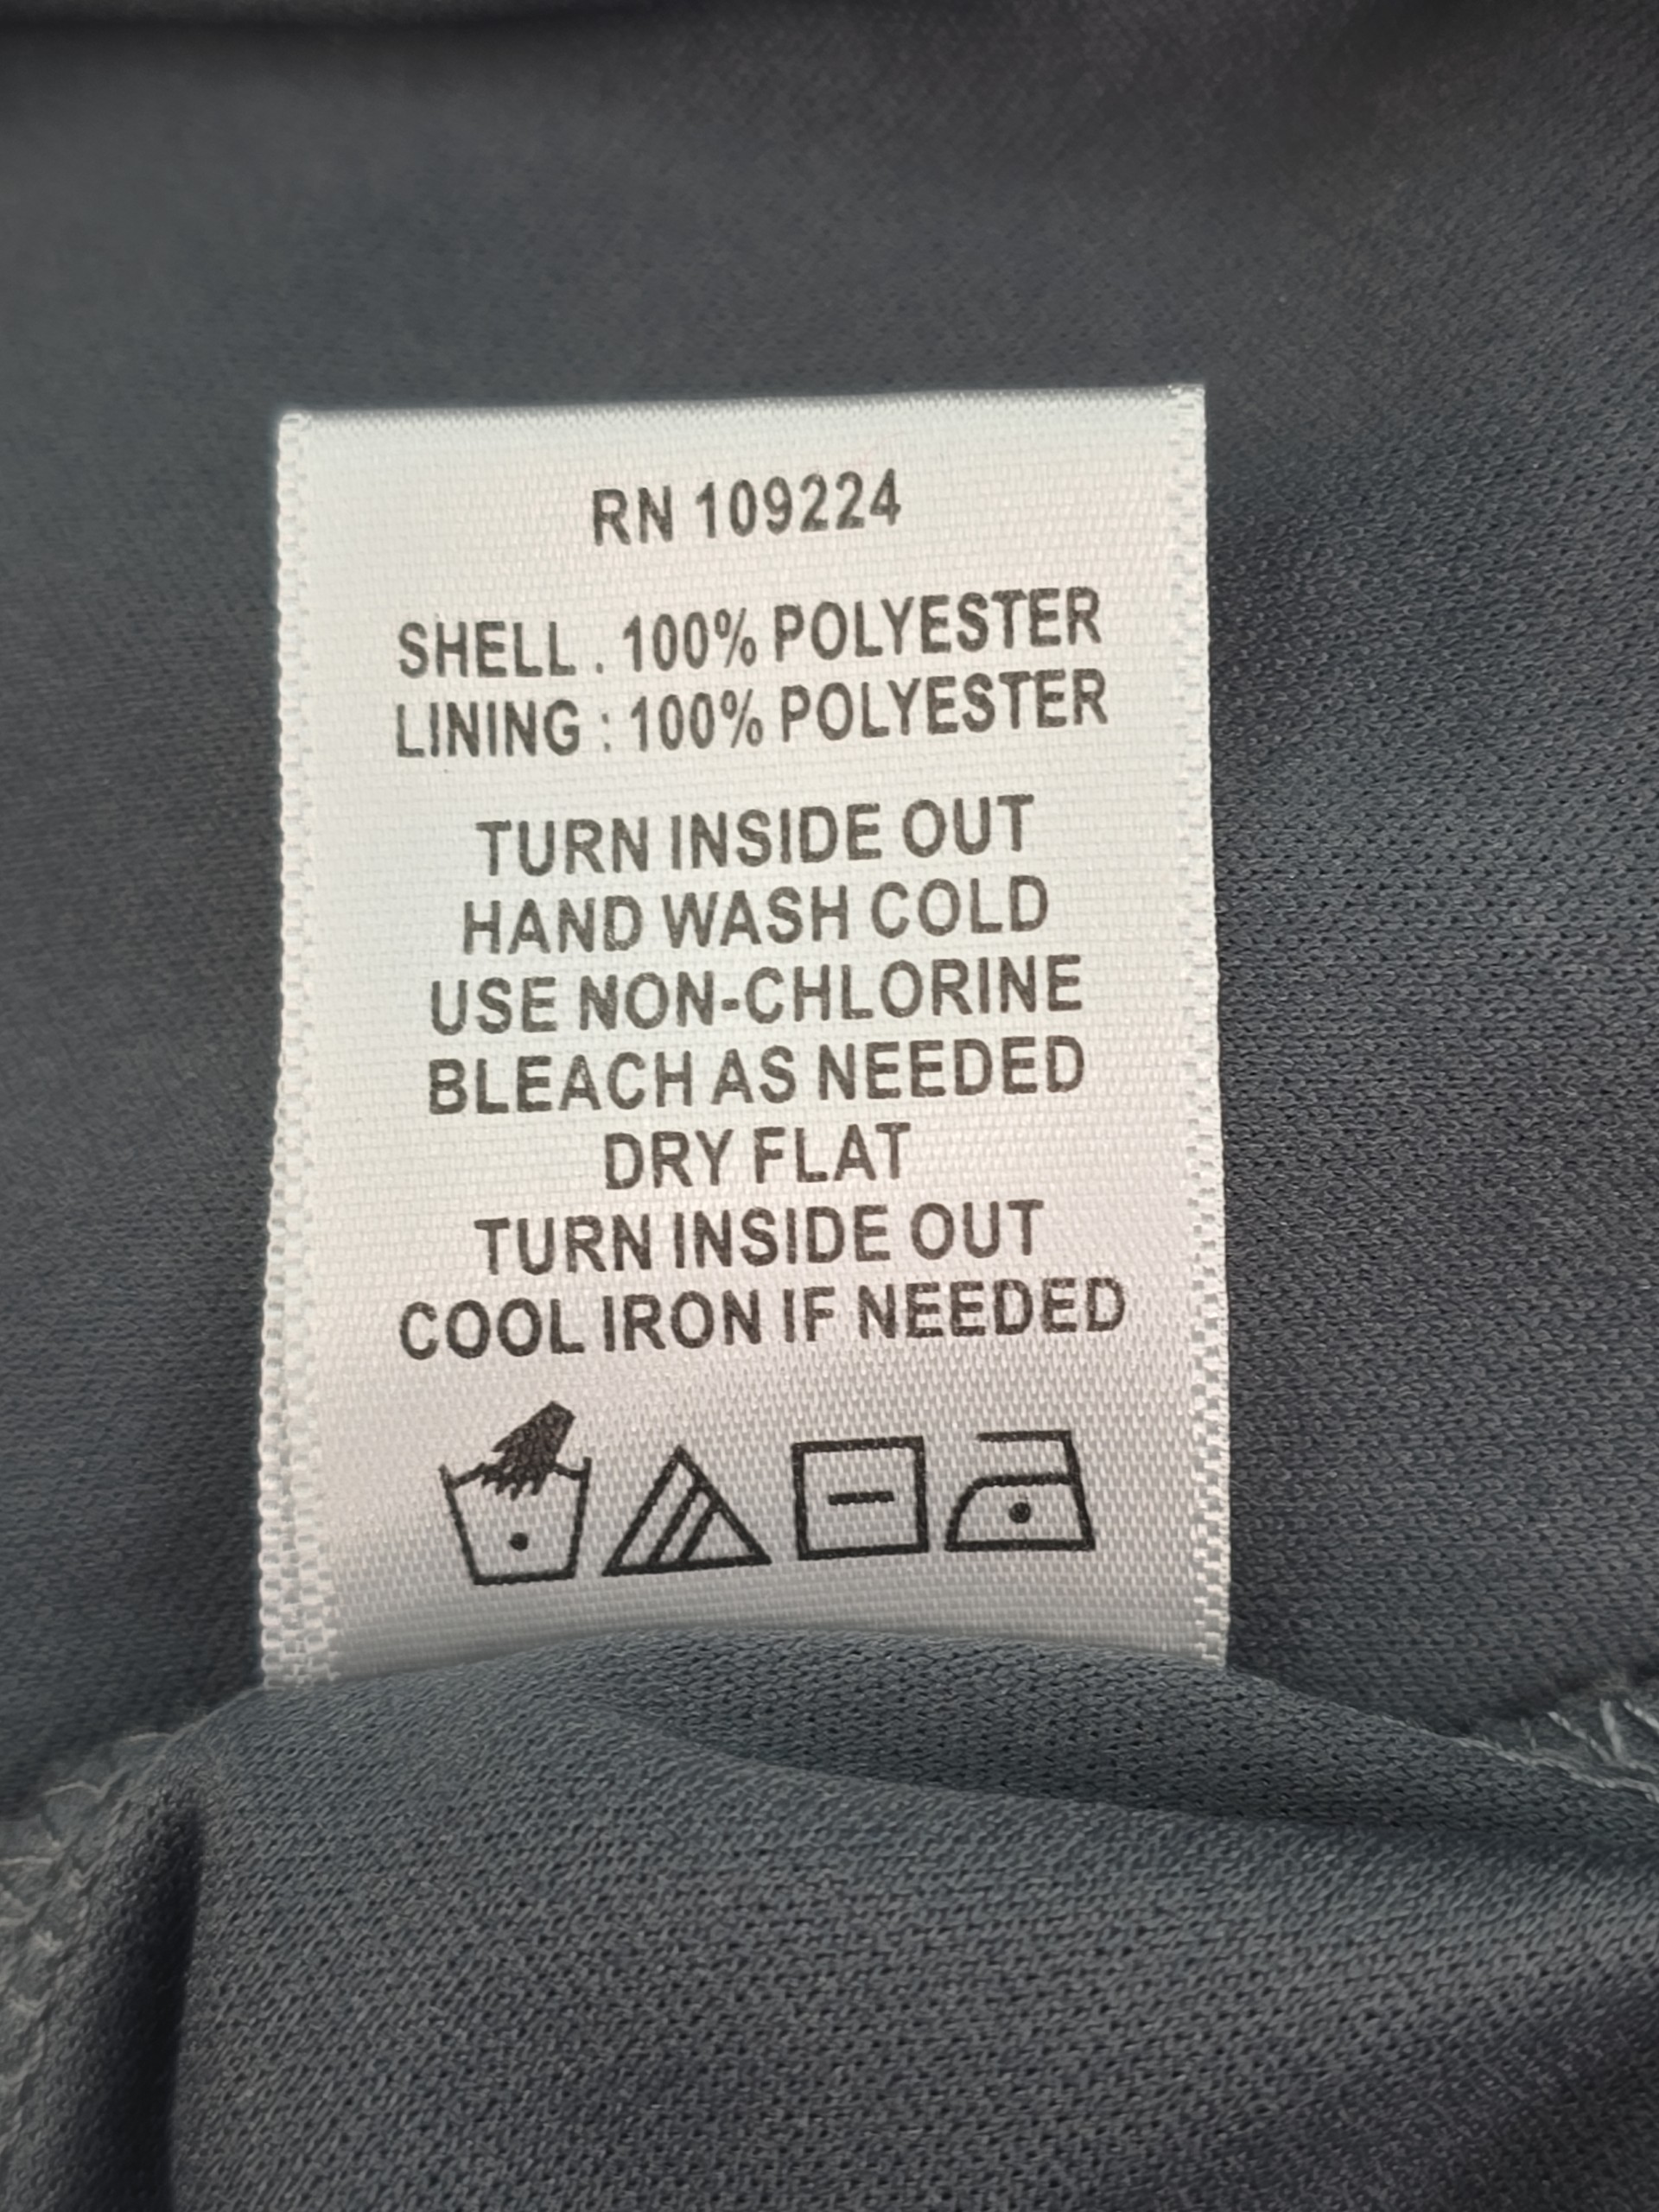 RN 109224
SHELL . 100% POLYESTER
LINING : 100% POLYESTER
TURN INSIDE OUT
HAND WASH COLD
USE NON-CHLORINE
BLEACH AS NEEDED
DRY FLAT
TURN INSIDE OUT
COOL IRON IF NEEDED